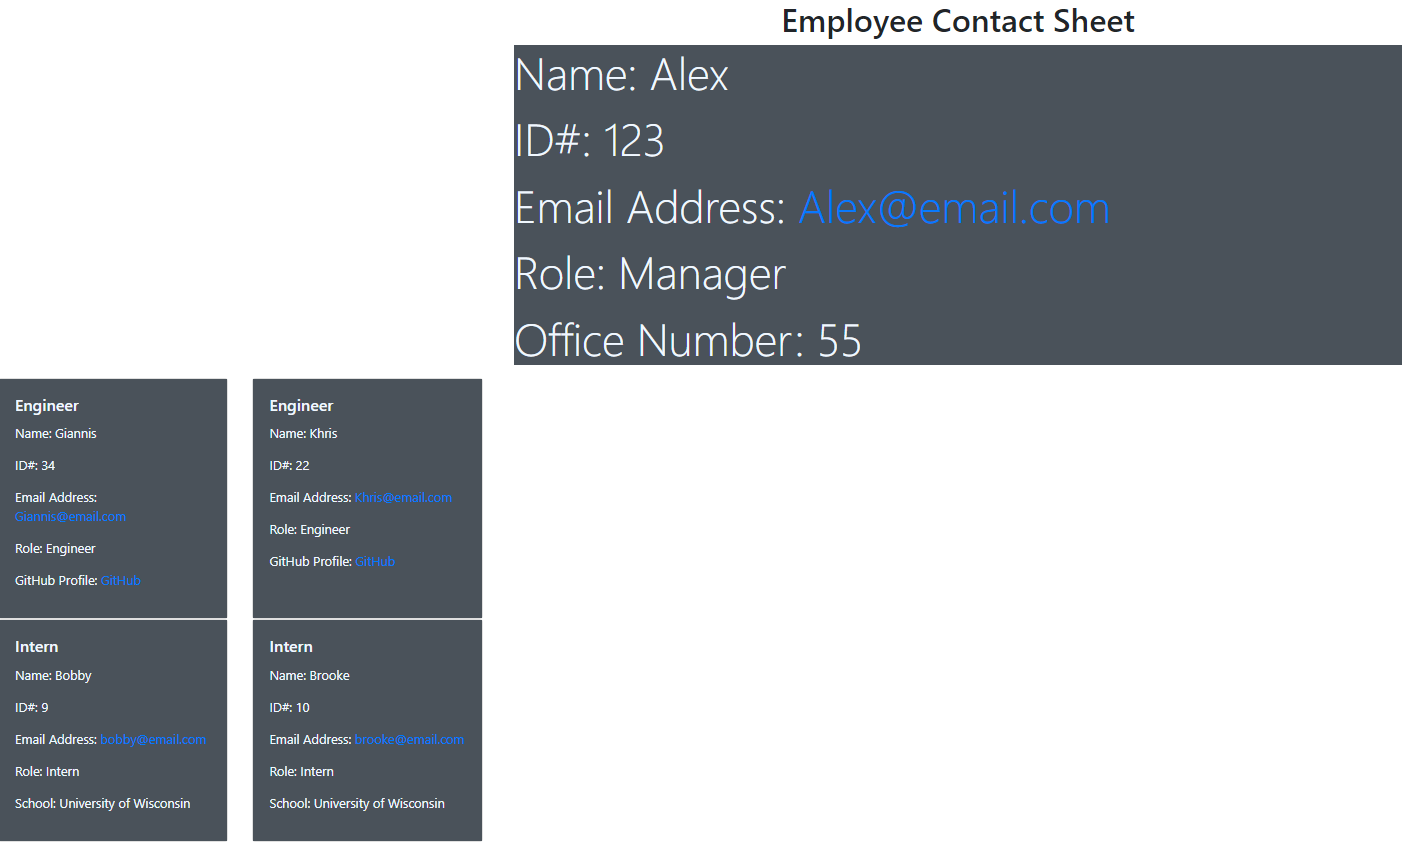 Employee Contact Sheet
Name: Alex
ID#: 123
Email Address: Alex@email.com
Role: Manager
Office Number: 55
Engineer
Name: Giannis
ID#: 34
Email Address:
Giannis@email.com
Role: Engineer
GitHub Profile: GitHub
Engineer
Name: Khris
ID#: 22
Email Address: Khris@email.com
Role: Engineer
GitHub Profile: GitHub
Intern
Name: Bobby
ID#: 9
Email Address: bobby@email.com
Role: Intern
School: University of Wisconsin
Intern
Name: Brooke
ID#: 10
Email Address: brooke@email.com
Role: Intern
School: University of Wisconsin